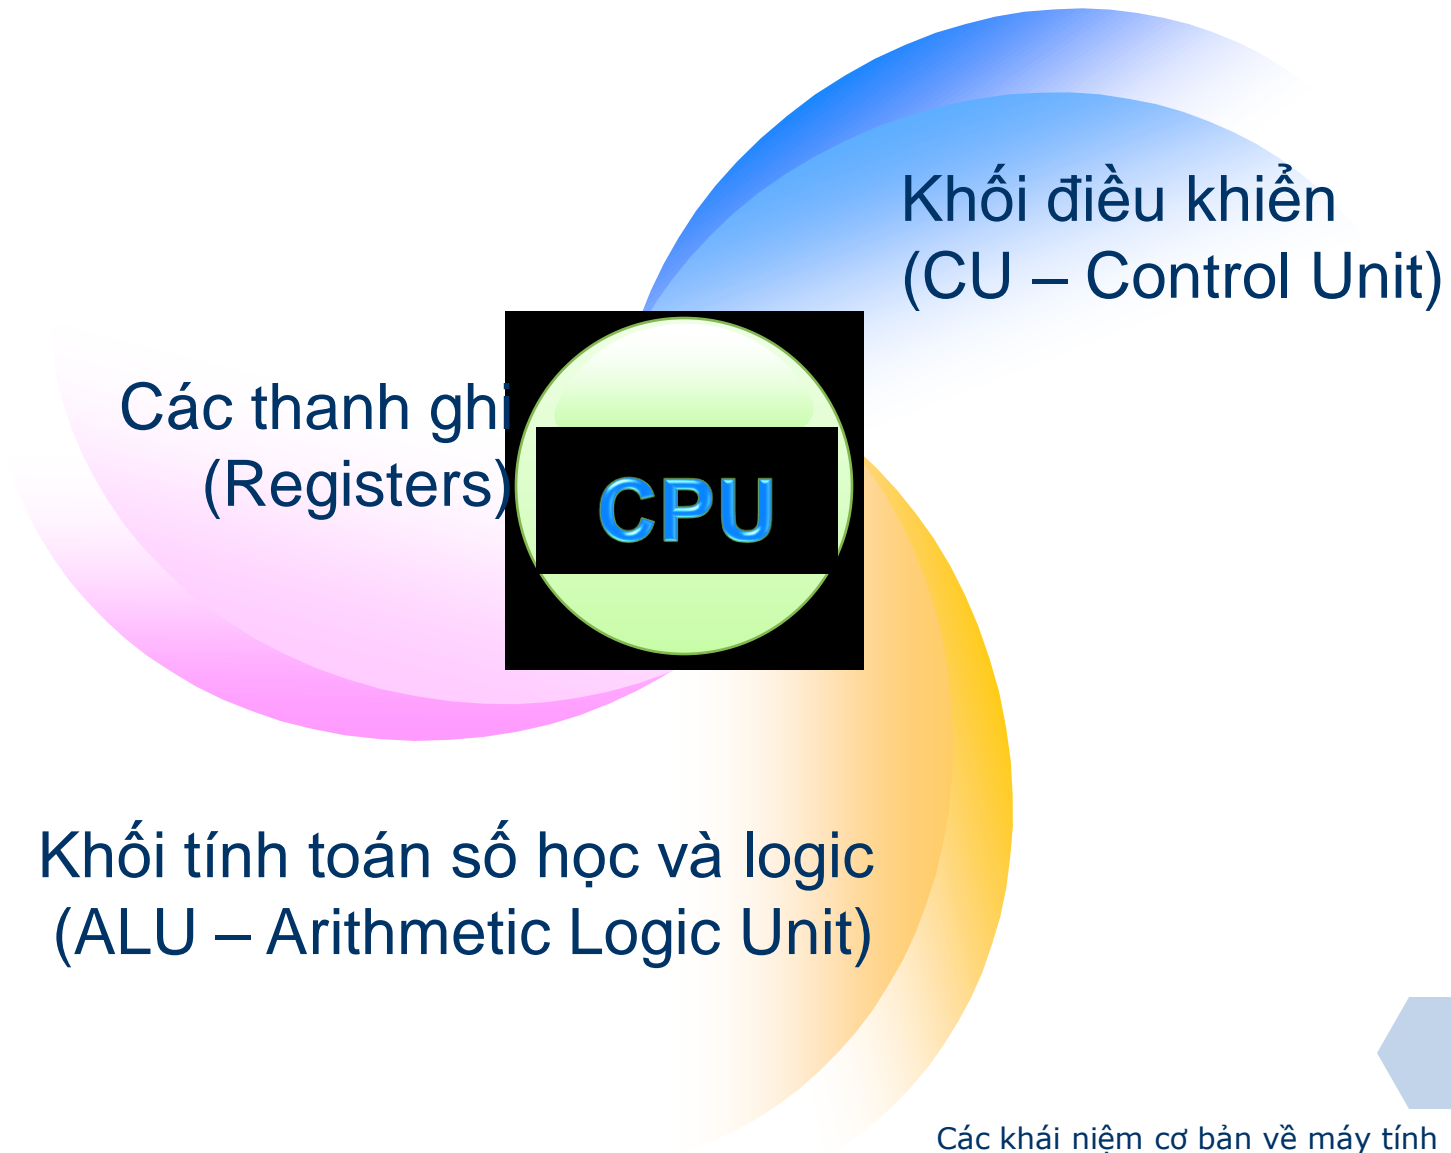 Khối điều khiển
(CU – Control Unit)
Các thanh ghi
(Registers)
CPU
Khối tính toán số học và logic
(ALU – Arithmetic Logic Unit)
Các khái niệm cơ bản về máy tính